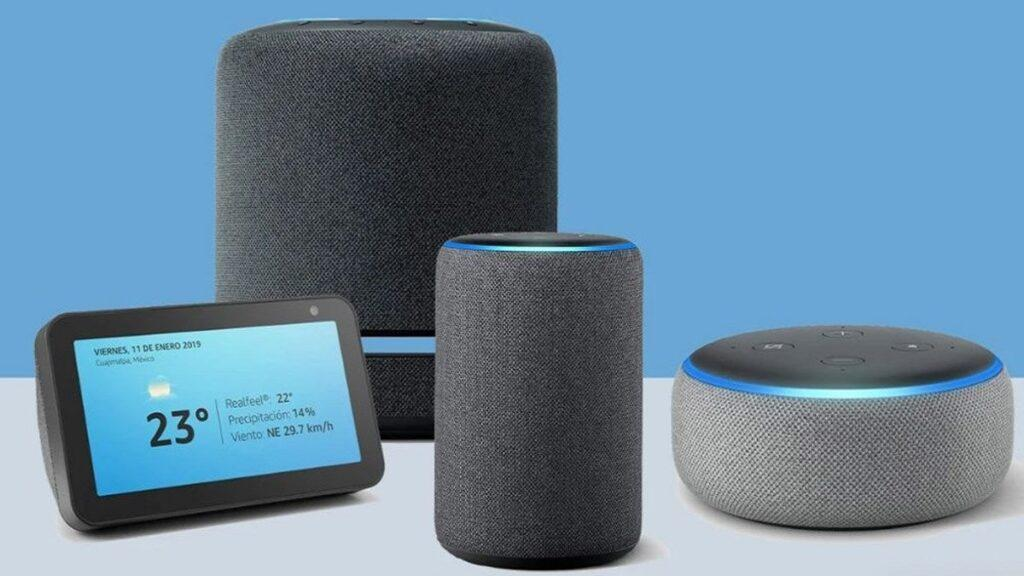 VIERNES, 11 DE ENERO 2019
Cuajimalpa, México
23°
Realfeel®: 22°
Precipitación: 14%
Viento: NE 29.7 km/h